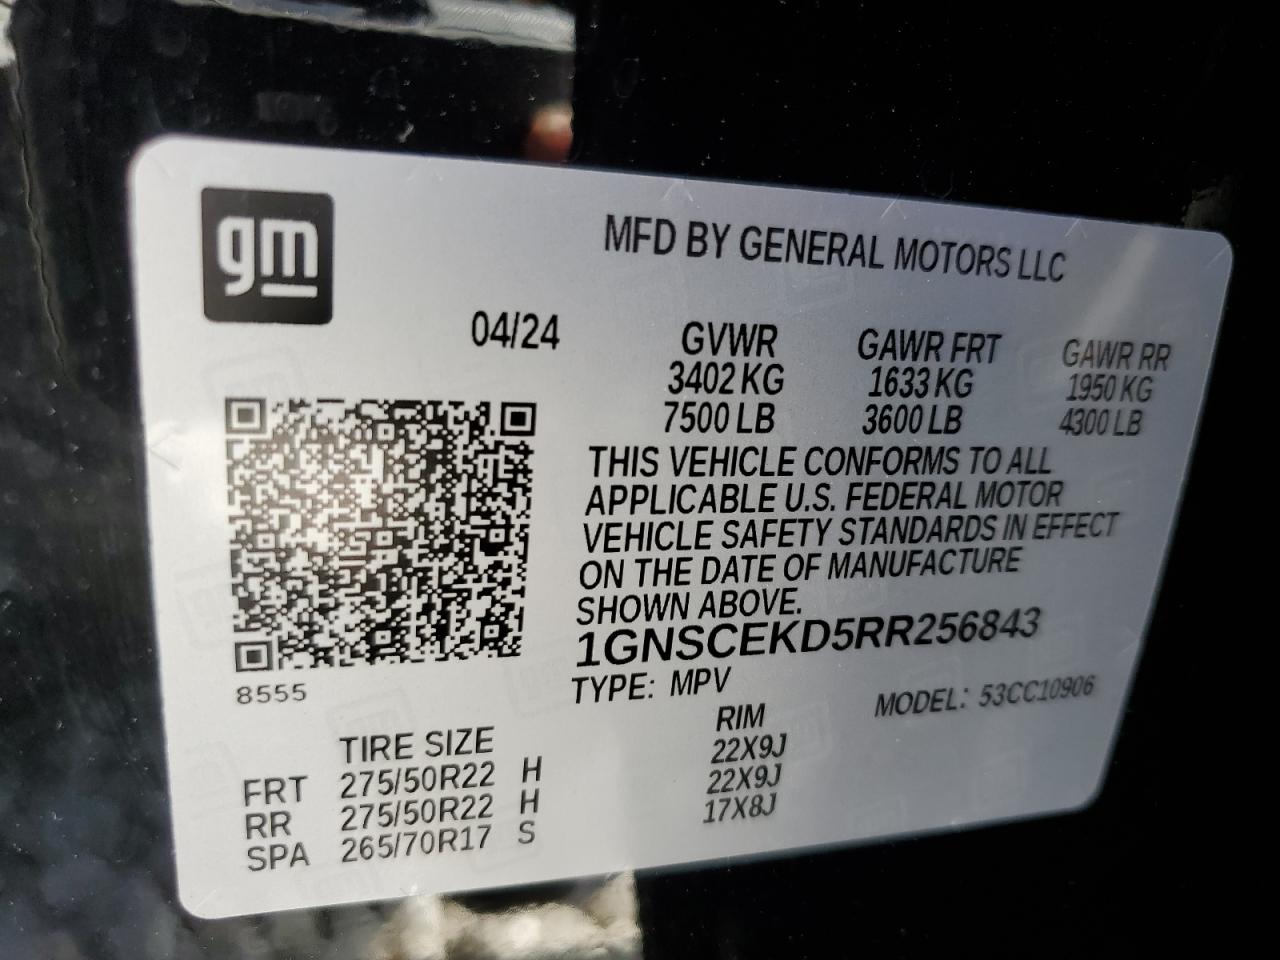 gm
MFD BY GENERAL MOTORS LLC
04/24 GVWR GAWR FRT GAWR RR
3402 KG 1633 KG 1950 KG
7500 LB 3600 LB 4300 LB
THIS VEHICLE CONFORMS TO ALL
APPLICABLE U.S. FEDERAL MOTOR
VEHICLE SAFETY STANDARDS IN EFFECT
ON THE DATE OF MANUFACTURE
SHOWN ABOVE.
1GNSCEKD5RR256843
8555
TYPE: MPV MODEL: 53CC10906
TIRE SIZE RIM
FRT 275/50R22 H 22X9J
RR 275/50R22 H 22X9J
SPA 265/70R17 S 17X8J